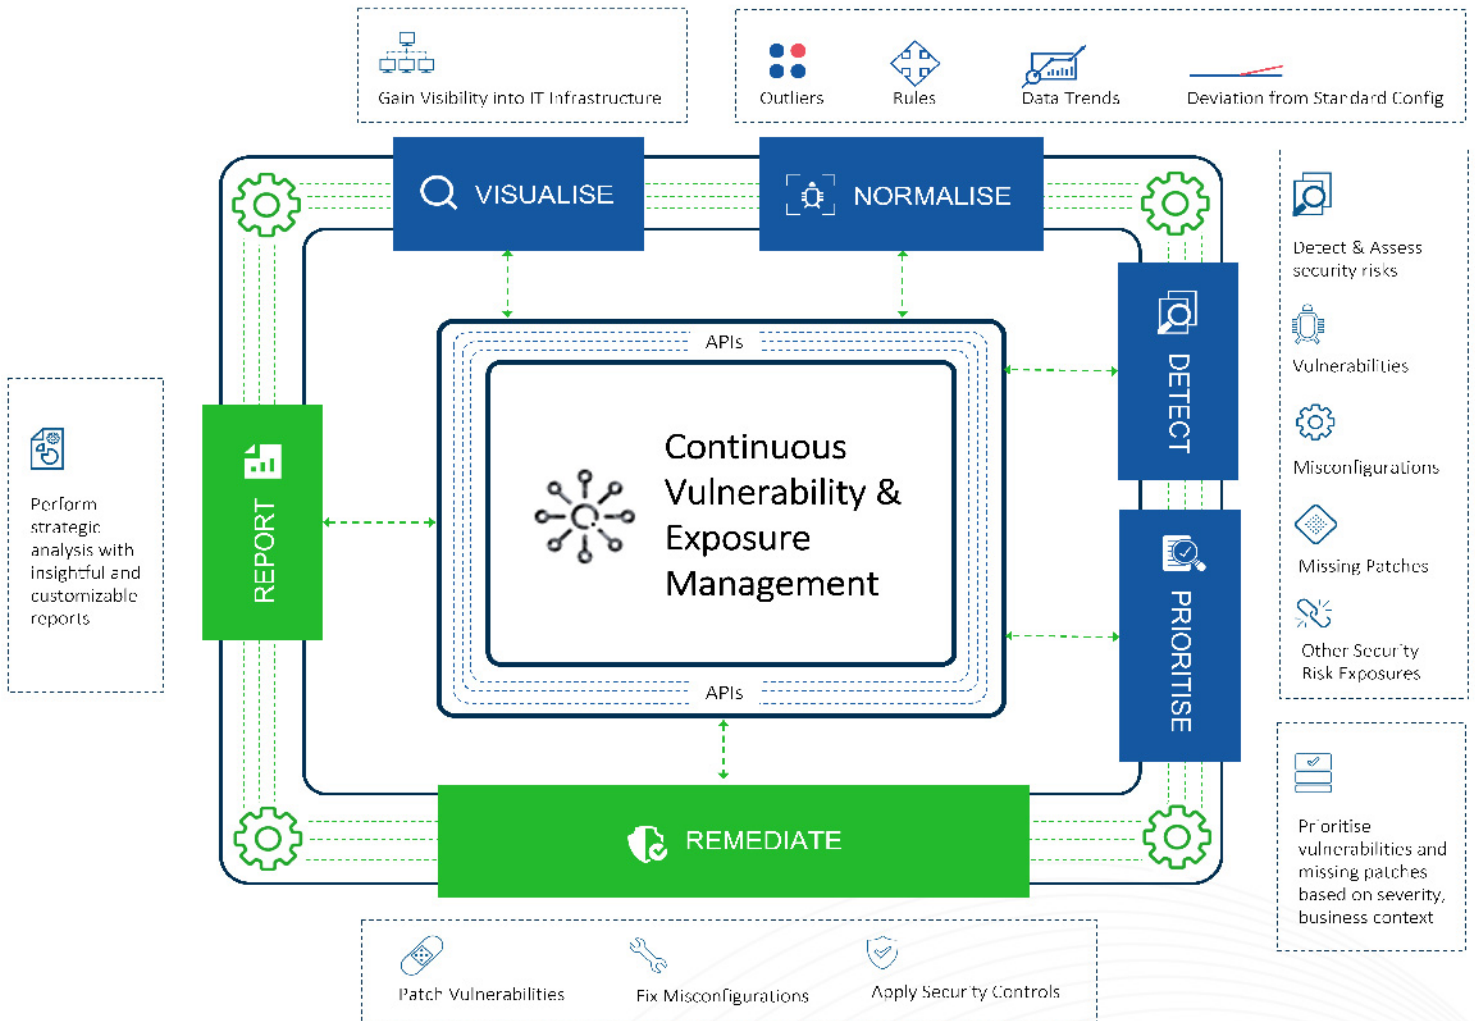 Gain Visibility into IT Infrastructure
Outliers
Rules
Data Trends
Deviation from Standard Config
VISUALISE
NORMALISE
Detect & Assess
security risks
Vulnerabilities
Misconfigurations
Missing Patches
Other Security
Risk Exposures
DETECT
PRIORITISE
Prioritise
vulnerabilities and
missing patches
based on severity,
business context
APIs
Continuous
Vulnerability &
Exposure
Management
APIs
REPORT
Perform
strategic
analysis with
insightful and
customizable
reports
REMEDIATE
Patch Vulnerabilities
Fix Misconfigurations
Apply Security Controls